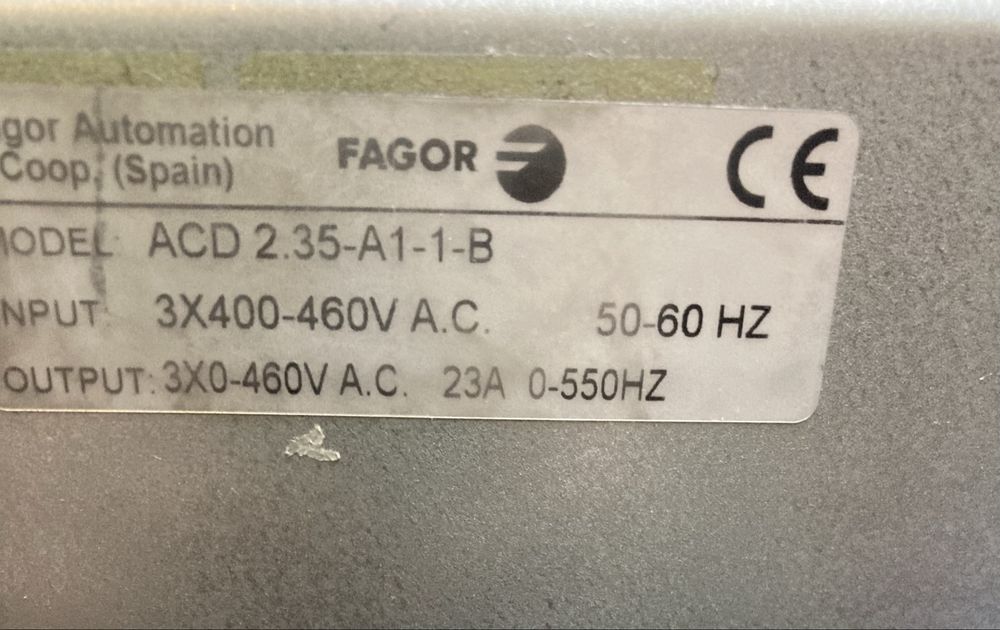 gor Automation
Coop. (Spain)
FAGOR
CE
MODEL: ACD 2.35-A1-1-B
NPUT: 3X400-460V A.C. 50-60 HZ
OUTPUT: 3X0-460V A.C. 23A 0-550HZ